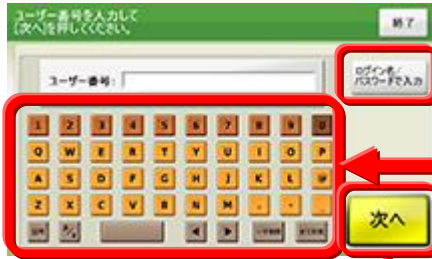 ユーザー番号を入力して
[次へ]を押してください。
終了
ユーザー番号:
ログイン名/
パスワードで入力
1 2 3 4 5 6 7 8 9 0
Q W E R T Y U I O P
A S D F G H J K L @
Z X C V B N M . -
次へ